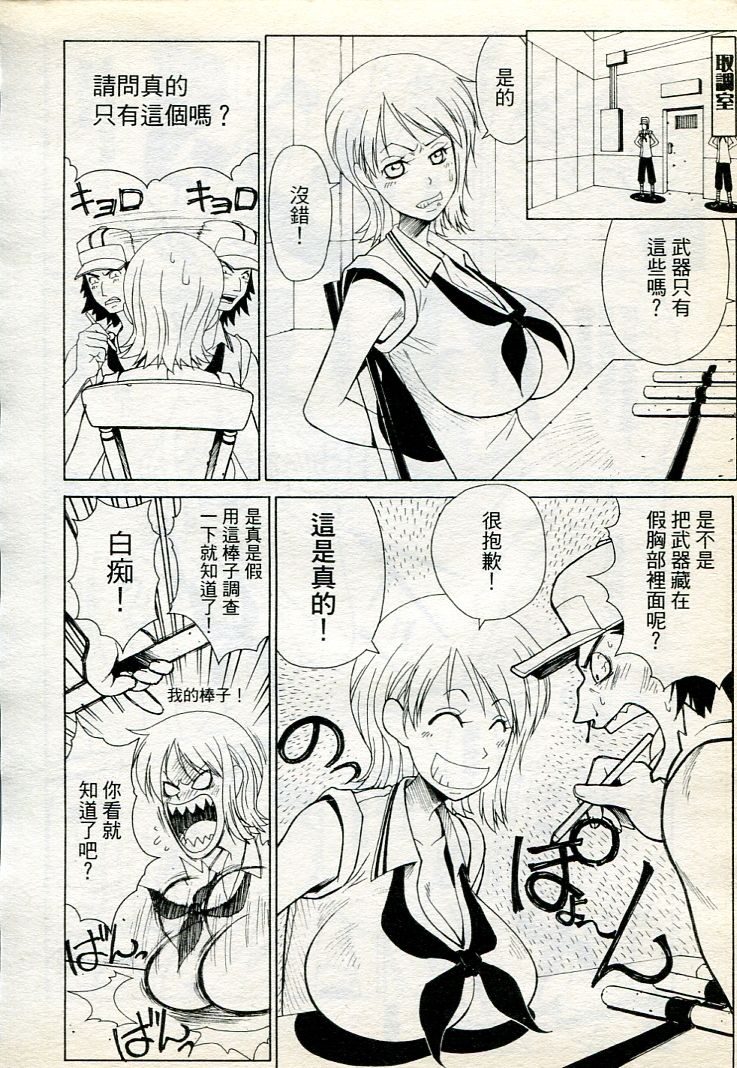 取調室
武器只有
這些嗎？
是的
沒錯！
請問真的
只有這個嗎？
キョロ
キョロ
是不是
把武器藏在
假胸部裡面呢？
很抱歉！
這是真的！
のっ
ぽょ〜ん
是真是假
用這棒子調查
一下就知道了！
白痴！
我的棒子！
你看就
知道了吧？
ばんっ
ばんっ